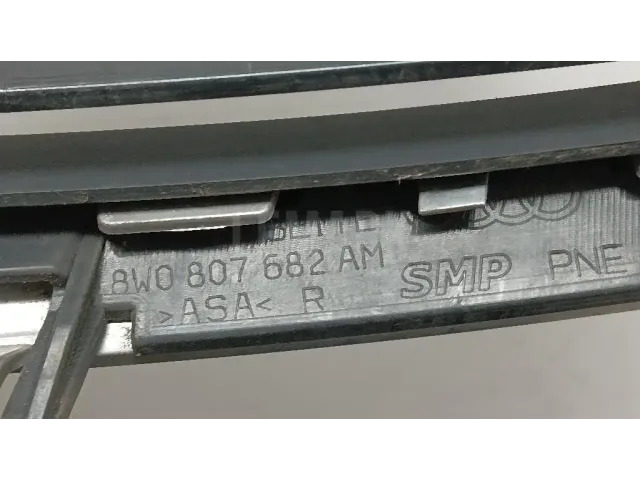 8W0 807 682 AM
SMP PNE
>ASA< R